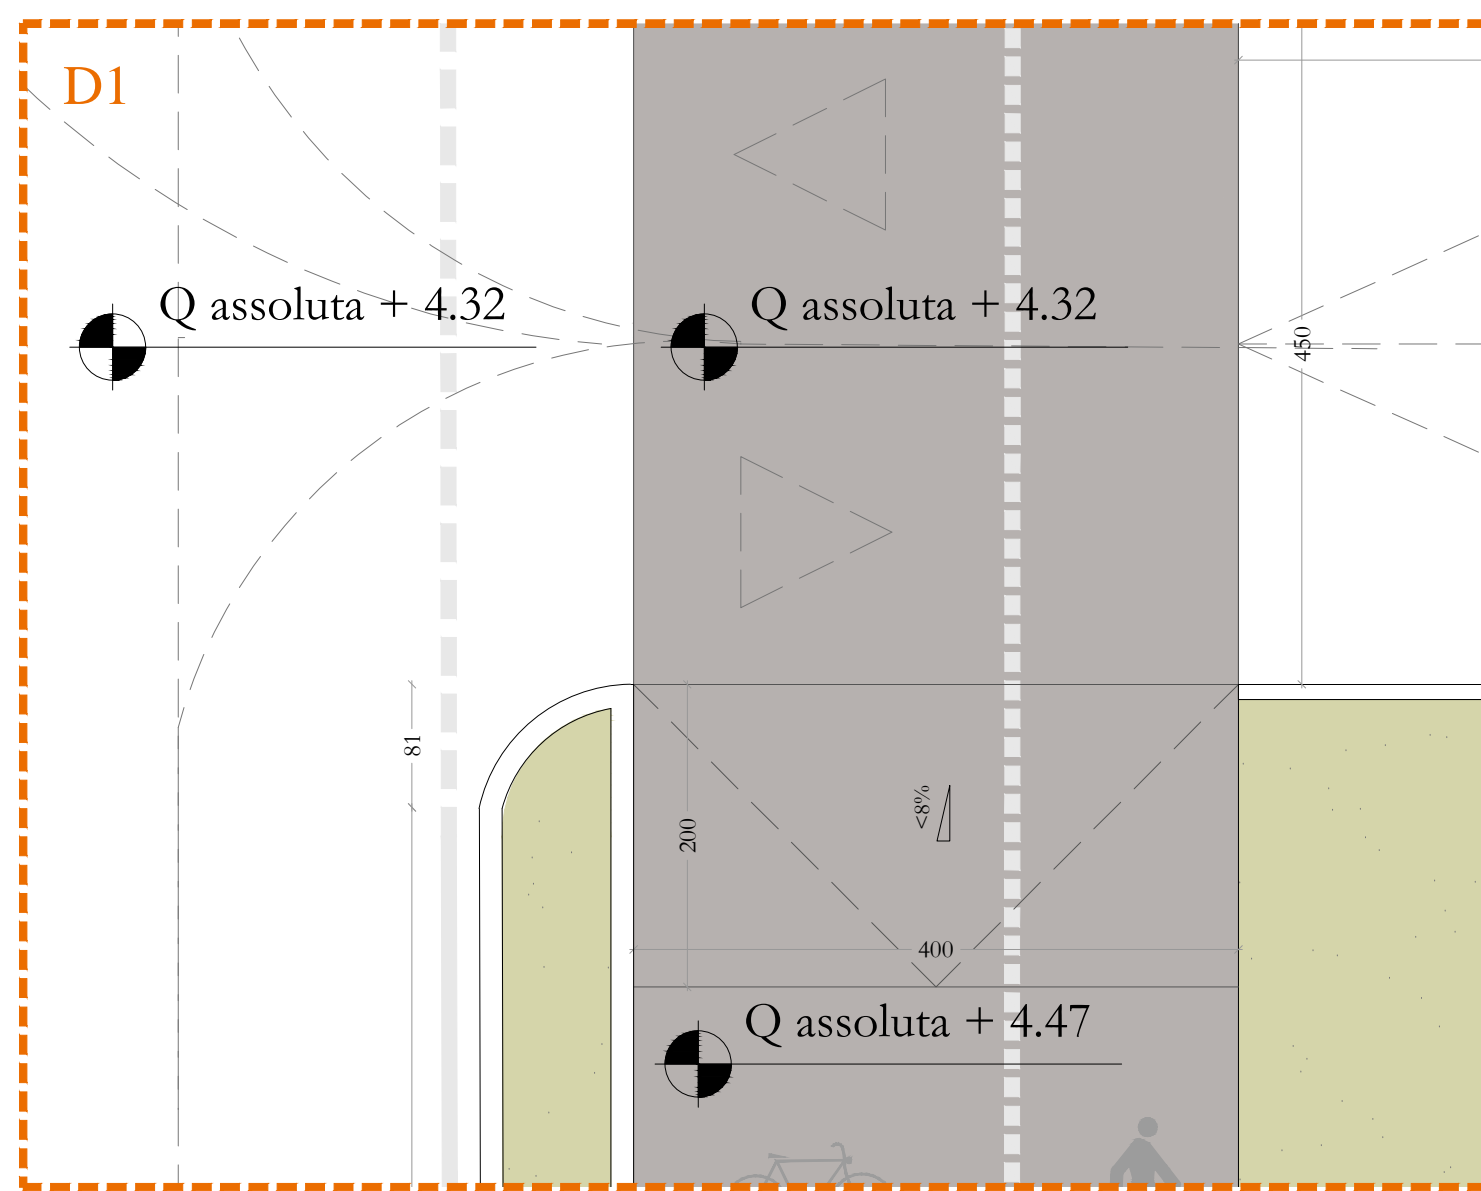 D1
Q assoluta + 4.32
Q assoluta + 4.32
450
81
200
<8%
400
Q assoluta + 4.47